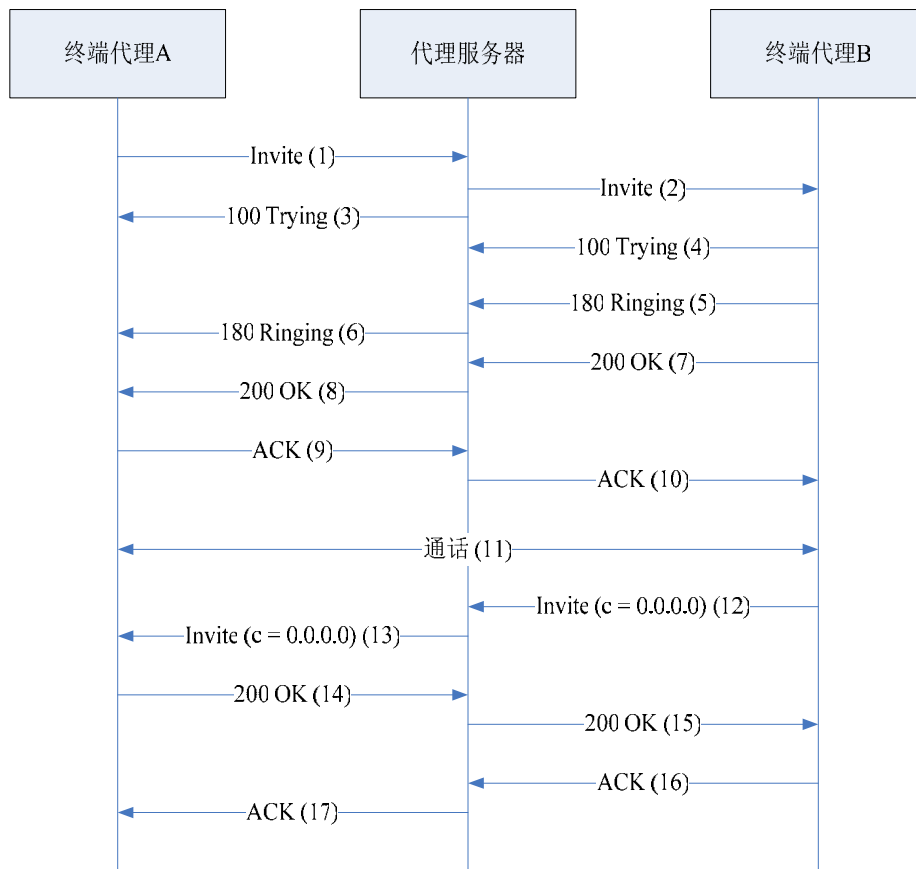 终端代理A
代理服务器
终端代理B
Invite (1)
Invite (2)
100 Trying (3)
100 Trying (4)
180 Ringing (5)
180 Ringing (6)
200 OK (7)
200 OK (8)
ACK (9)
ACK (10)
通话 (11)
Invite (c = 0.0.0.0) (12)
Invite (c = 0.0.0.0) (13)
200 OK (14)
200 OK (15)
ACK (16)
ACK (17)